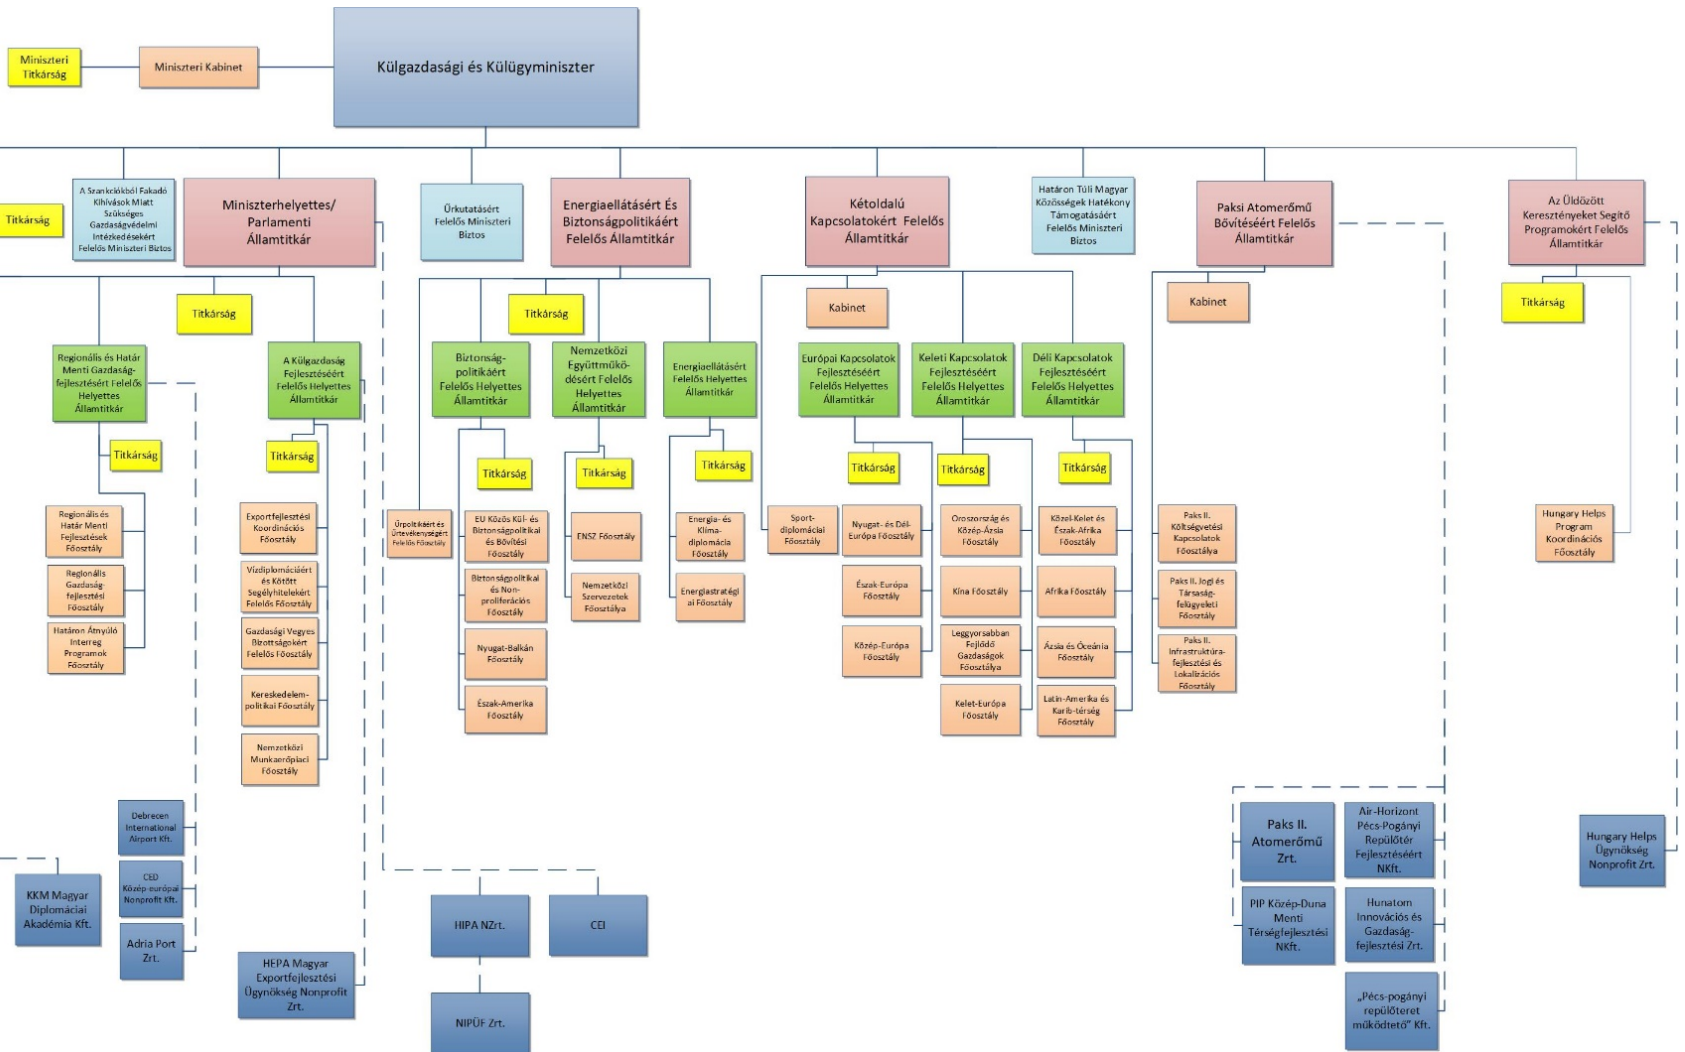 Miniszteri
Titkárság
Miniszteri Kabinet
Külgazdasági és Külügyminiszter
Titkárság
A Szankciókból Fakadó
Kihívások Miatt
Szükséges
Gazdaságvédelmi
Intézkedésekért
Felelős Miniszteri Biztos
Miniszterhelyettes/
Parlamenti
Államtitkár
Űrkutatásért
Felelős Miniszteri
Biztos
Energiaellátásért És
Biztonságpolitikáért
Felelős Államtitkár
Kétoldalú
Kapcsolatokért Felelős
Államtitkár
Határon Túli Magyar
Közösségek Hatékony
Támogatásáért
Felelős Miniszteri
Biztos
Paksi Atomerőmű
Bővítéséért Felelős
Államtitkár
Az Üldözött
Keresztényeket Segítő
Programokért Felelős
Államtitkár
Titkárság
Titkárság
Kabinet
Kabinet
Titkárság
Regionális és Határ
Menti Gazdaság-
fejlesztésért Felelős
Helyettes
Államtitkár
A Külgazdaság
Fejlesztéséért
Felelős Helyettes
Államtitkár
Biztonság-
politikáért
Felelős Helyettes
Államtitkár
Nemzetközi
Együttműkö-
désért Felelős
Helyettes
Államtitkár
Energiaellátásért
Felelős Helyettes
Államtitkár
Európai Kapcsolatok
Fejlesztéséért
Felelős Helyettes
Államtitkár
Keleti Kapcsolatok
Fejlesztéséért
Felelős Helyettes
Államtitkár
Déli Kapcsolatok
Fejlesztéséért
Felelős Helyettes
Államtitkár
Titkárság
Titkárság
Titkárság
Titkárság
Titkárság
Titkárság
Titkárság
Titkárság
Regionális és
Határ Menti
Fejlesztések
Főosztály
Regionális
Gazdaság-
fejlesztési
Főosztály
Határon Átnyúló
Interreg
Programok
Főosztály
Exportfejlesztési
Koordinációs
Főosztály
Vízdiplomáciáért
és Kötött
Segélyhitelekért
Felelős Főosztály
Gazdasági Vegyes
Bizottságokért
Felelős Főosztály
Kereskedelem-
politikai Főosztály
Nemzetközi
Munkaerőpiaci
Főosztály
Űrpolitikáért és
Űrtevékenységért
Felelős Főosztály
EU Közös Kül- és
Biztonságpolitikai
és Bővítési
Főosztály
Biztonságpolitikai
és Non-
proliferációs
Főosztály
Nyugat-Balkán
Főosztály
Észak-Amerika
Főosztály
ENSZ Főosztály
Nemzetközi
Szervezetek
Főosztálya
Energia- és
Klíma-
diplomácia
Főosztály
Energiastratégi
ai Főosztály
Sport-
diplomáciai
Főosztály
Nyugat- és Dél-
Európa Főosztály
Észak-Európa
Főosztály
Közép-Európa
Főosztály
Oroszország és
Közép-Ázsia
Főosztály
Kína Főosztály
Leggyorsabban
Fejlődő
Gazdaságok
Főosztálya
Kelet-Európa
Főosztály
Közel-Kelet és
Észak-Afrika
Főosztály
Afrika Főosztály
Ázsia és Óceánia
Főosztály
Latin-Amerika és
Karib-térség
Főosztály
Paks II.
Költségvetési
Kapcsolatok
Főosztálya
Paks II. Jogi és
Társaság-
felügyeleti
Főosztály
Paks II.
Infrastruktúra-
fejlesztési és
Lokalizációs
Főosztály
Hungary Helps
Program
Koordinációs
Főosztály
KKM Magyar
Diplomáciai
Akadémia Kft.
Debrecen
International
Airport Kft.
CED
Közép-európai
Nonprofit Kft.
Adria Port
Zrt.
HEPA Magyar
Exportfejlesztési
Ügynökség Nonprofit
Zrt.
HIPA NZrt.
CEI
NIPÜF Zrt.
Paks II.
Atomerőmű
Zrt.
Air-Horizont
Pécs-Pogányi
Repülőtér
Fejlesztéséért
NKft.
PIP Közép-Duna
Menti
Térségfejlesztési
NKft.
Hunatom
Innovációs és
Gazdaság-
fejlesztési Zrt.
„Pécs-pogányi
repülőteret
működtető" Kft.
Hungary Helps
Ügynökség
Nonprofit Zrt.